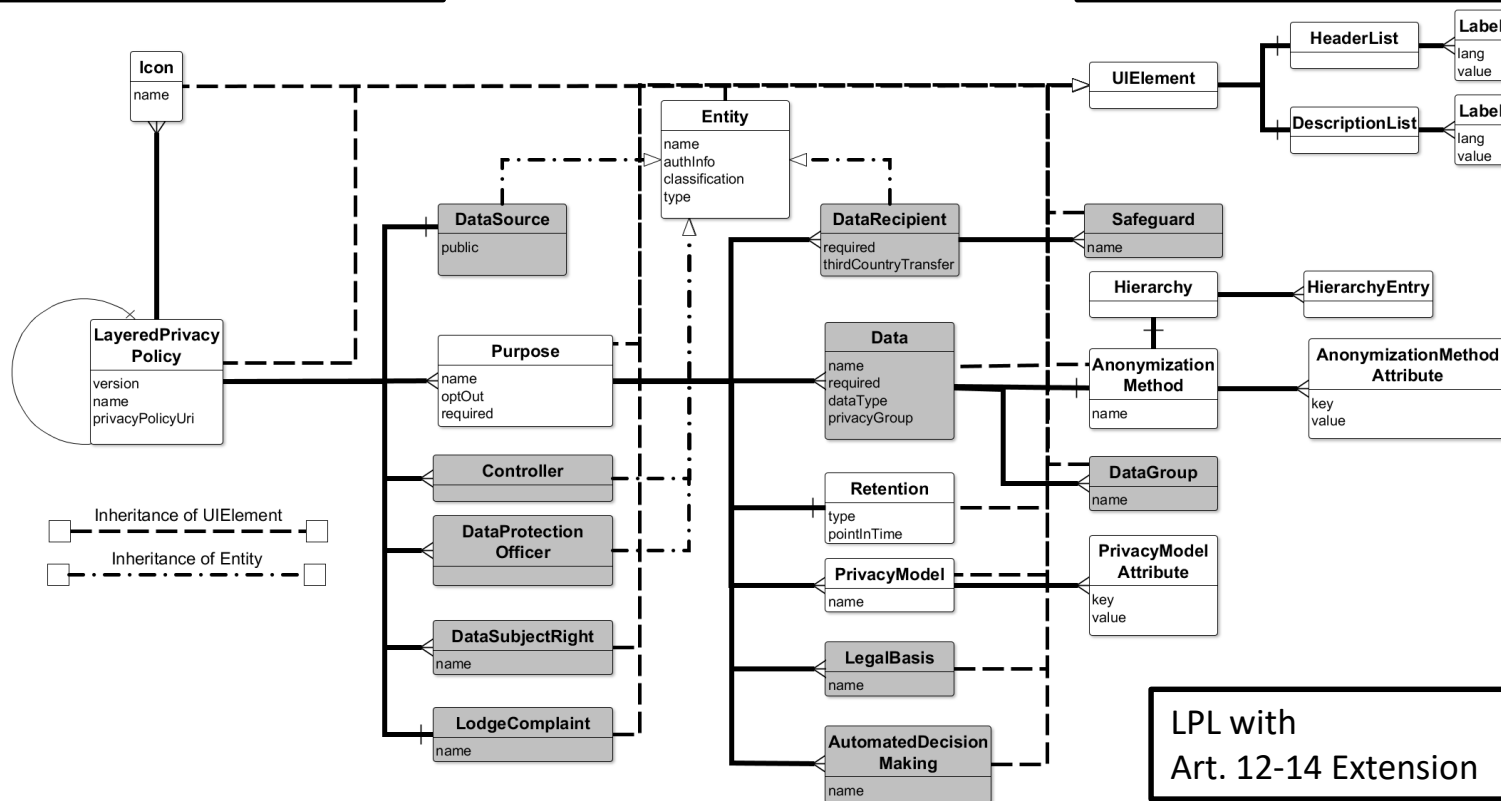 Icon
name
LayeredPrivacy
Policy
version
name
privacyPolicyUri
Inheritance of UIElement
Inheritance of Entity
DataSource
public
Purpose
name
optOut
required
Controller
DataProtection
Officer
DataSubjectRight
name
LodgeComplaint
name
Entity
name
authInfo
classification
type
DataRecipient
required
thirdCountryTransfer
Data
name
required
dataType
privacyGroup
Retention
type
pointInTime
PrivacyModel
name
LegalBasis
name
AutomatedDecision
Making
name
UIElement
HeaderList
Label
lang
value
DescriptionList
Label
lang
value
Safeguard
name
Hierarchy
HierarchyEntry
Anonymization
Method
name
AnonymizationMethod
Attribute
key
value
DataGroup
name
PrivacyModel
Attribute
key
value
LPL with
Art. 12-14 Extension